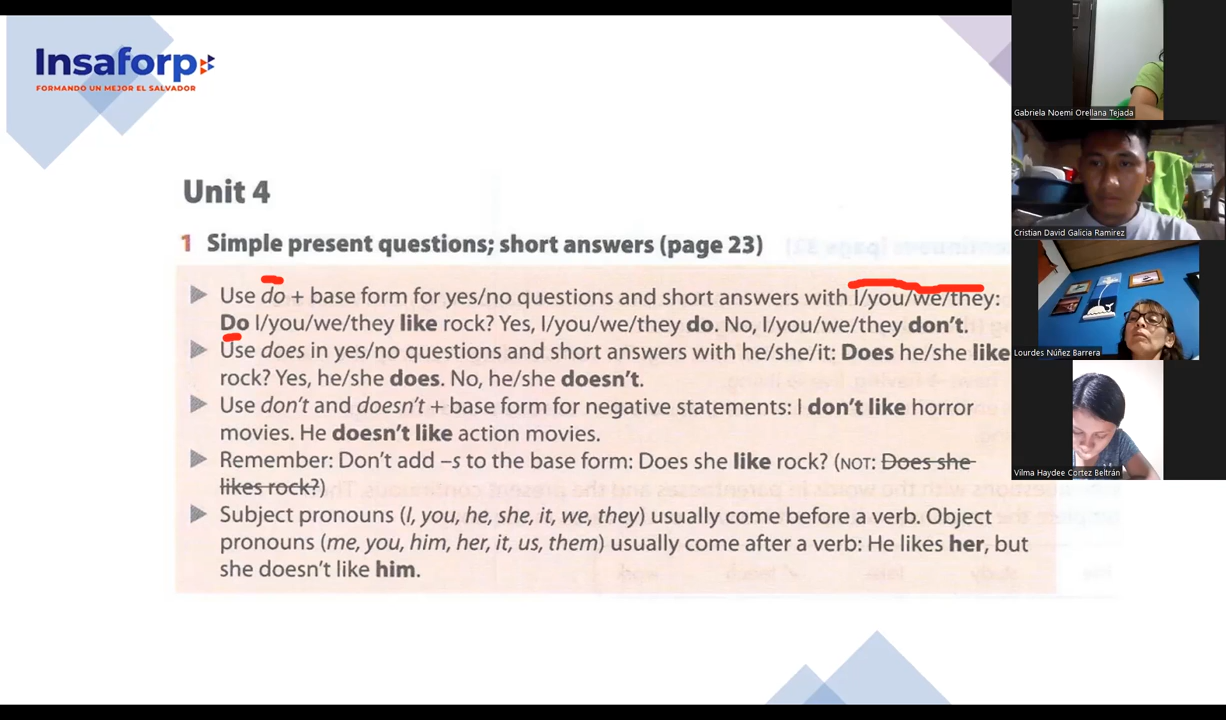 Insaforp
FORMANDO UN MEJOR EL SALVADOR
Unit 4
1 Simple present questions; short answers (page 23)
Use do + base form for yes/no questions and short answers with I/you/we/they:
Do I/you/we/they like rock? Yes, I/you/we/they do. No, I/you/we/they don't.
Use does in yes/no questions and short answers with he/she/it: Does he/she like
rock? Yes, he/she does. No, he/she doesn't.
Use don't and doesn't + base form for negative statements: I don't like horror
movies. He doesn't like action movies.
Remember: Don't add –s to the base form: Does she like rock? (NOT: Does she
likes rock?)
Subject pronouns (I, you, he, she, it, we, they) usually come before a verb. Object
pronouns (me, you, him, her, it, us, them) usually come after a verb: He likes her, but
she doesn't like him.
Gabriela Noemi Orellana Tejada
Cristian David Galicia Ramírez
Lourdes Núñez Barrera
Vilma Haydee Cortez Beltrán